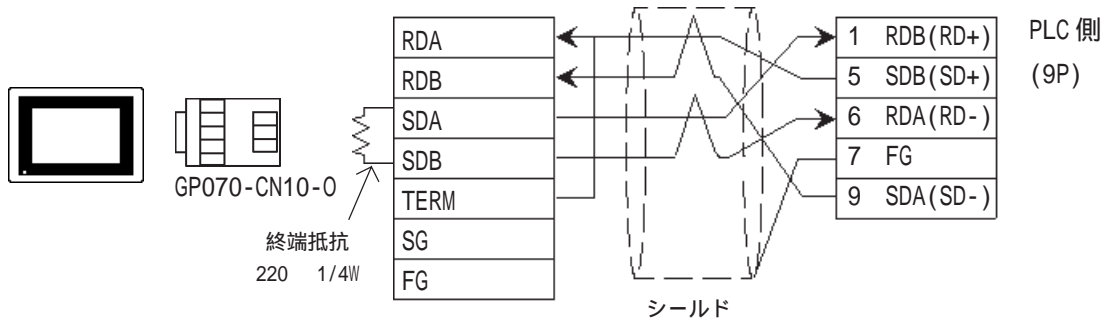 RDA
RDB
SDA
SDB
TERM
SG
FG
1 RDB(RD+)
5 SDB(SD+)
6 RDA(RD-)
7 FG
9 SDA(SD-)
PLC 側
(9P)
GP070-CN10-O
終端抵抗
220 1/4W
シールド